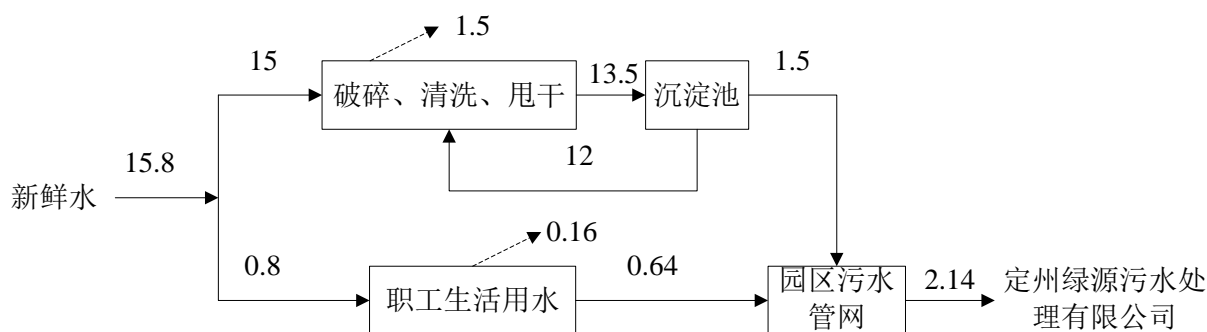 1.5
15
破碎、清洗、甩干
13.5
沉淀池
1.5
12
15.8
新鲜水
0.16
0.8
职工生活用水
0.64
园区污水
管网
2.14
定州绿源污水处
理有限公司